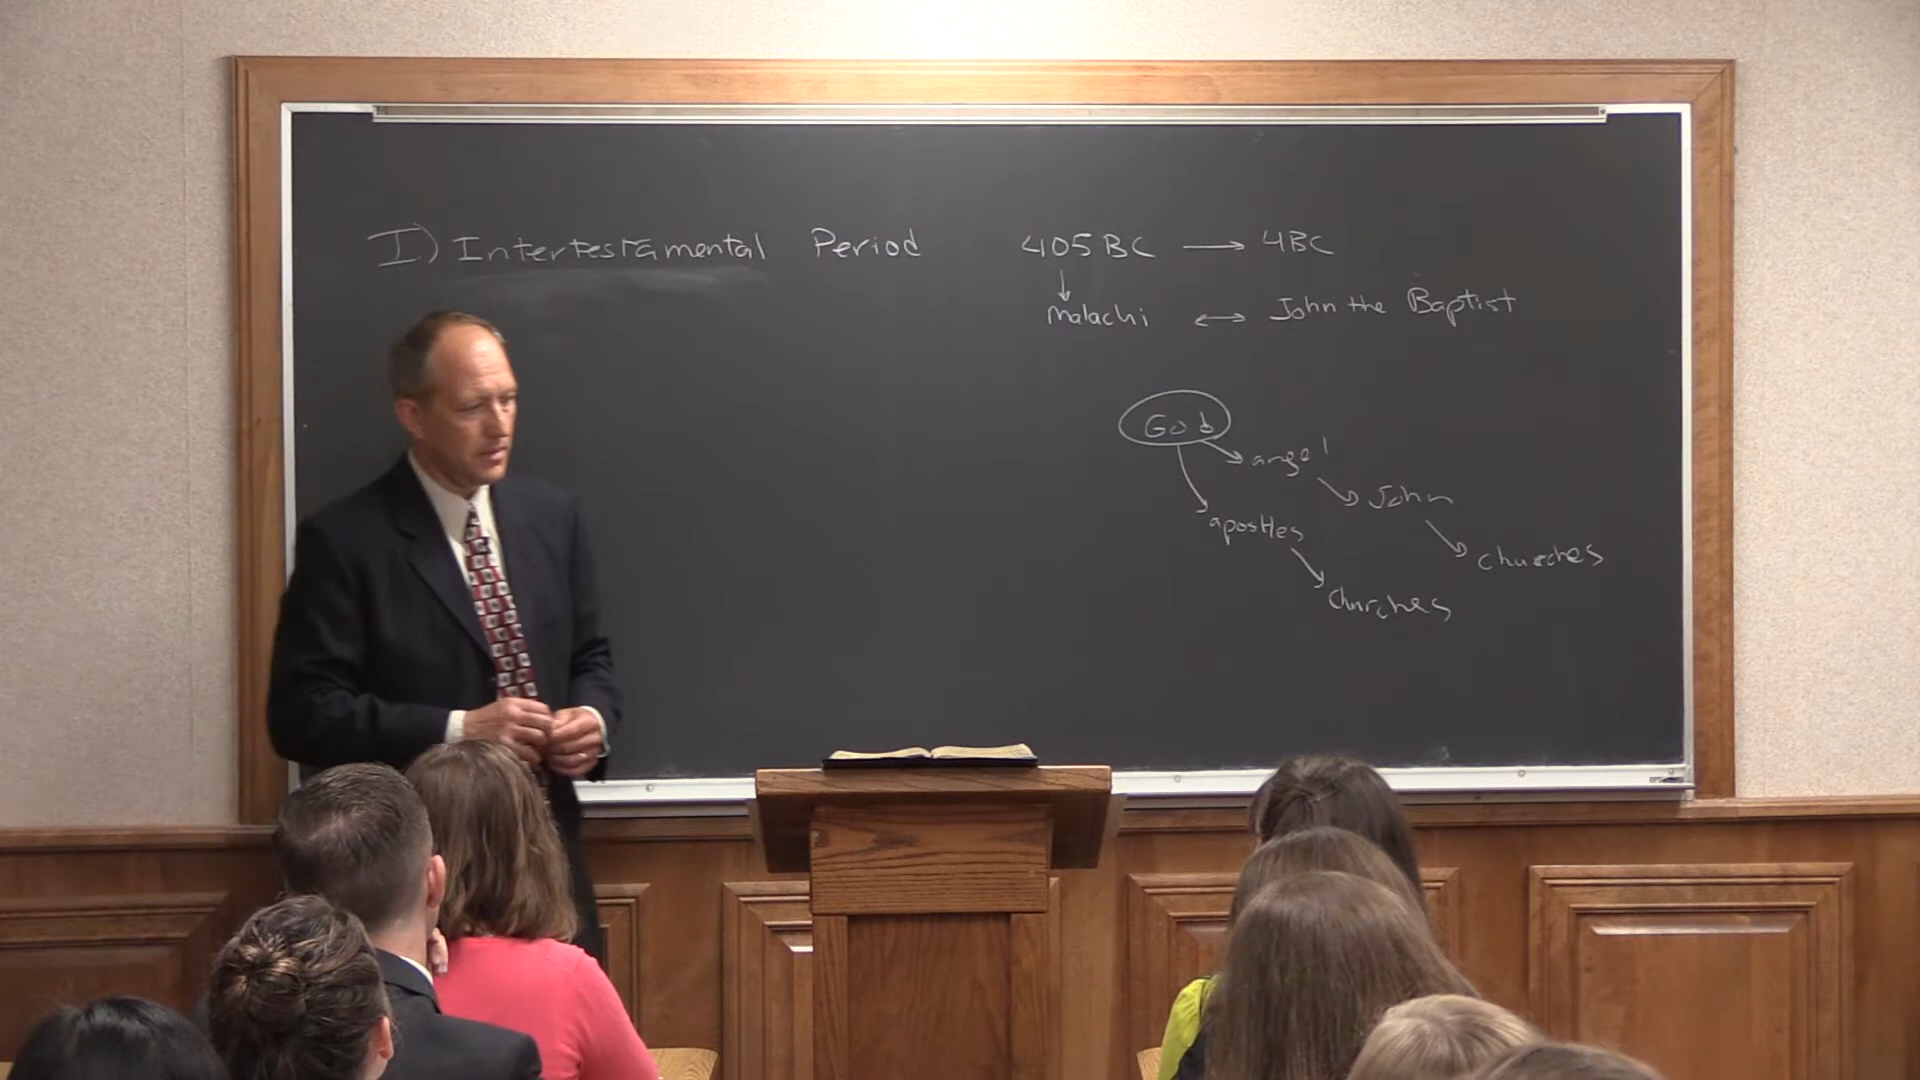 I.) Intertestamental Period 405 BC → 4BC
↓
Malachi ↔ John the Baptist
God
angel
John
apostles
churches
churches